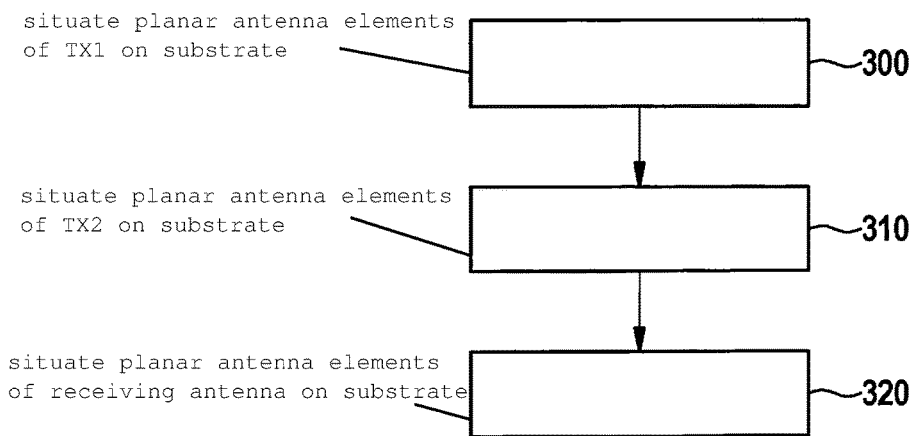 situate planar antenna elements
of TX1 on substrate
300
situate planar antenna elements
of TX2 on substrate
310
situate planar antenna elements
of receiving antenna on substrate
320